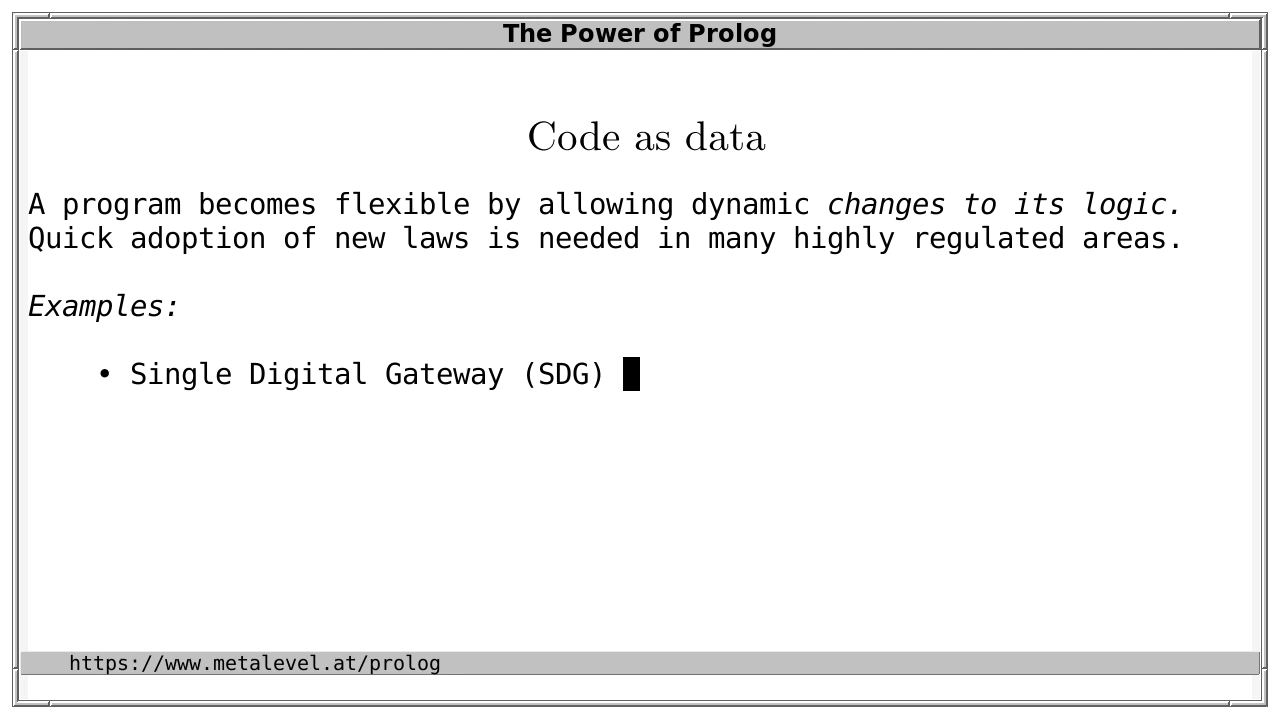 The Power of Prolog
Code as data
A program becomes flexible by allowing dynamic changes to its logic.
Quick adoption of new laws is needed in many highly regulated areas.
Examples:
• Single Digital Gateway (SDG)
https://www.metalevel.at/prolog